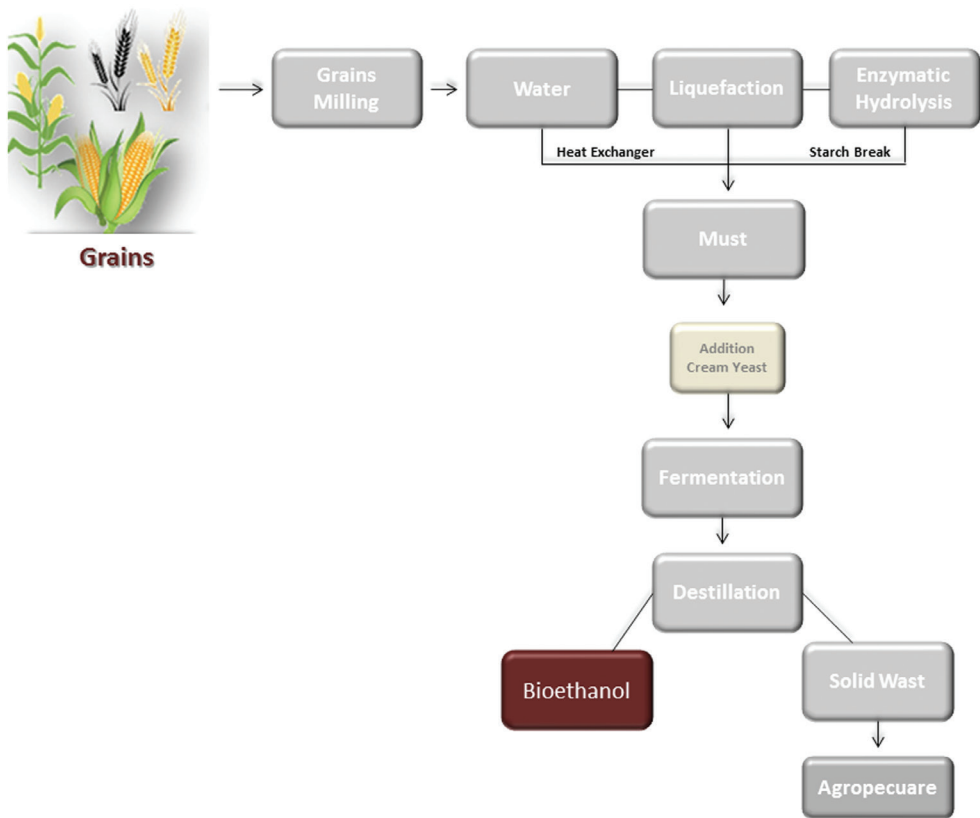 Grains
Grains
Milling
Water
Liquefaction
Enzymatic
Hydrolysis
Heat Exchanger
Starch Break
Must
Addition
Cream Yeast
Fermentation
Destillation
Bioethanol
Solid Wast
Agropecuare